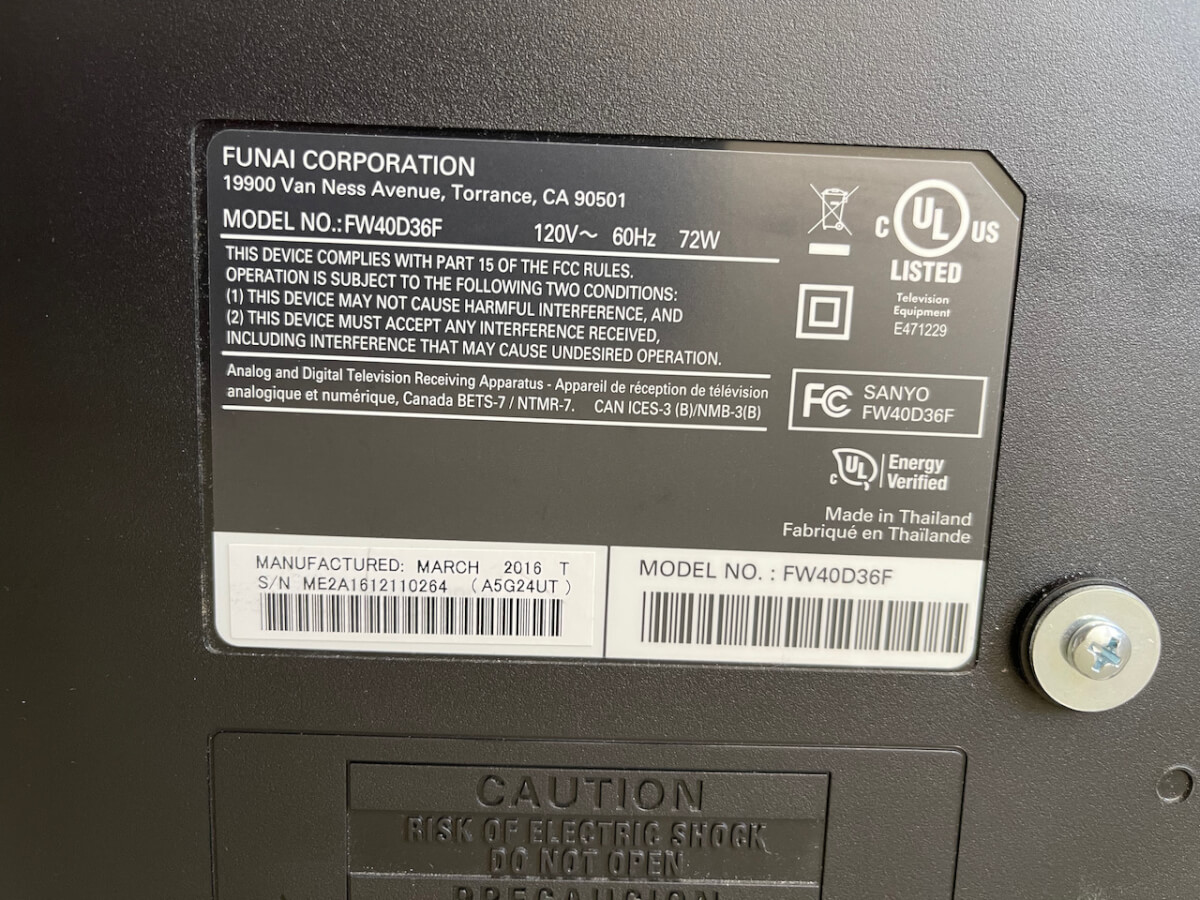 FUNAI CORPORATION
19900 Van Ness Avenue, Torrance, CA 90501
MODEL NO.: FW40D36F 120V~ 60Hz 72W
THIS DEVICE COMPLIES WITH PART 15 OF THE FCC RULES.
OPERATION IS SUBJECT TO THE FOLLOWING TWO CONDITIONS:
(1) THIS DEVICE MAY NOT CAUSE HARMFUL INTERFERENCE, AND
(2) THIS DEVICE MUST ACCEPT ANY INTERFERENCE RECEIVED,
INCLUDING INTERFERENCE THAT MAY CAUSE UNDESIRED OPERATION.
Analog and Digital Television Receiving Apparatus - Appareil de réception de télévision
analogique et numérique, Canada BETS-7 / NTMR-7. CAN ICES-3 (B)/NMB-3(B)
C UL US
LISTED
Television
Equipment
E471229
FC SANYO
FW40D36F
c UL Energy
Verified
Made in Thailand
Fabriqué en Thaïlande
MANUFACTURED: MARCH 2016 T
S/N ME2A1612110264 (A5G24UT)
MODEL NO. : FW40D36F
CAUTION
RISK OF ELECTRIC SHOCK
DO NOT OPEN
PRECAUCION